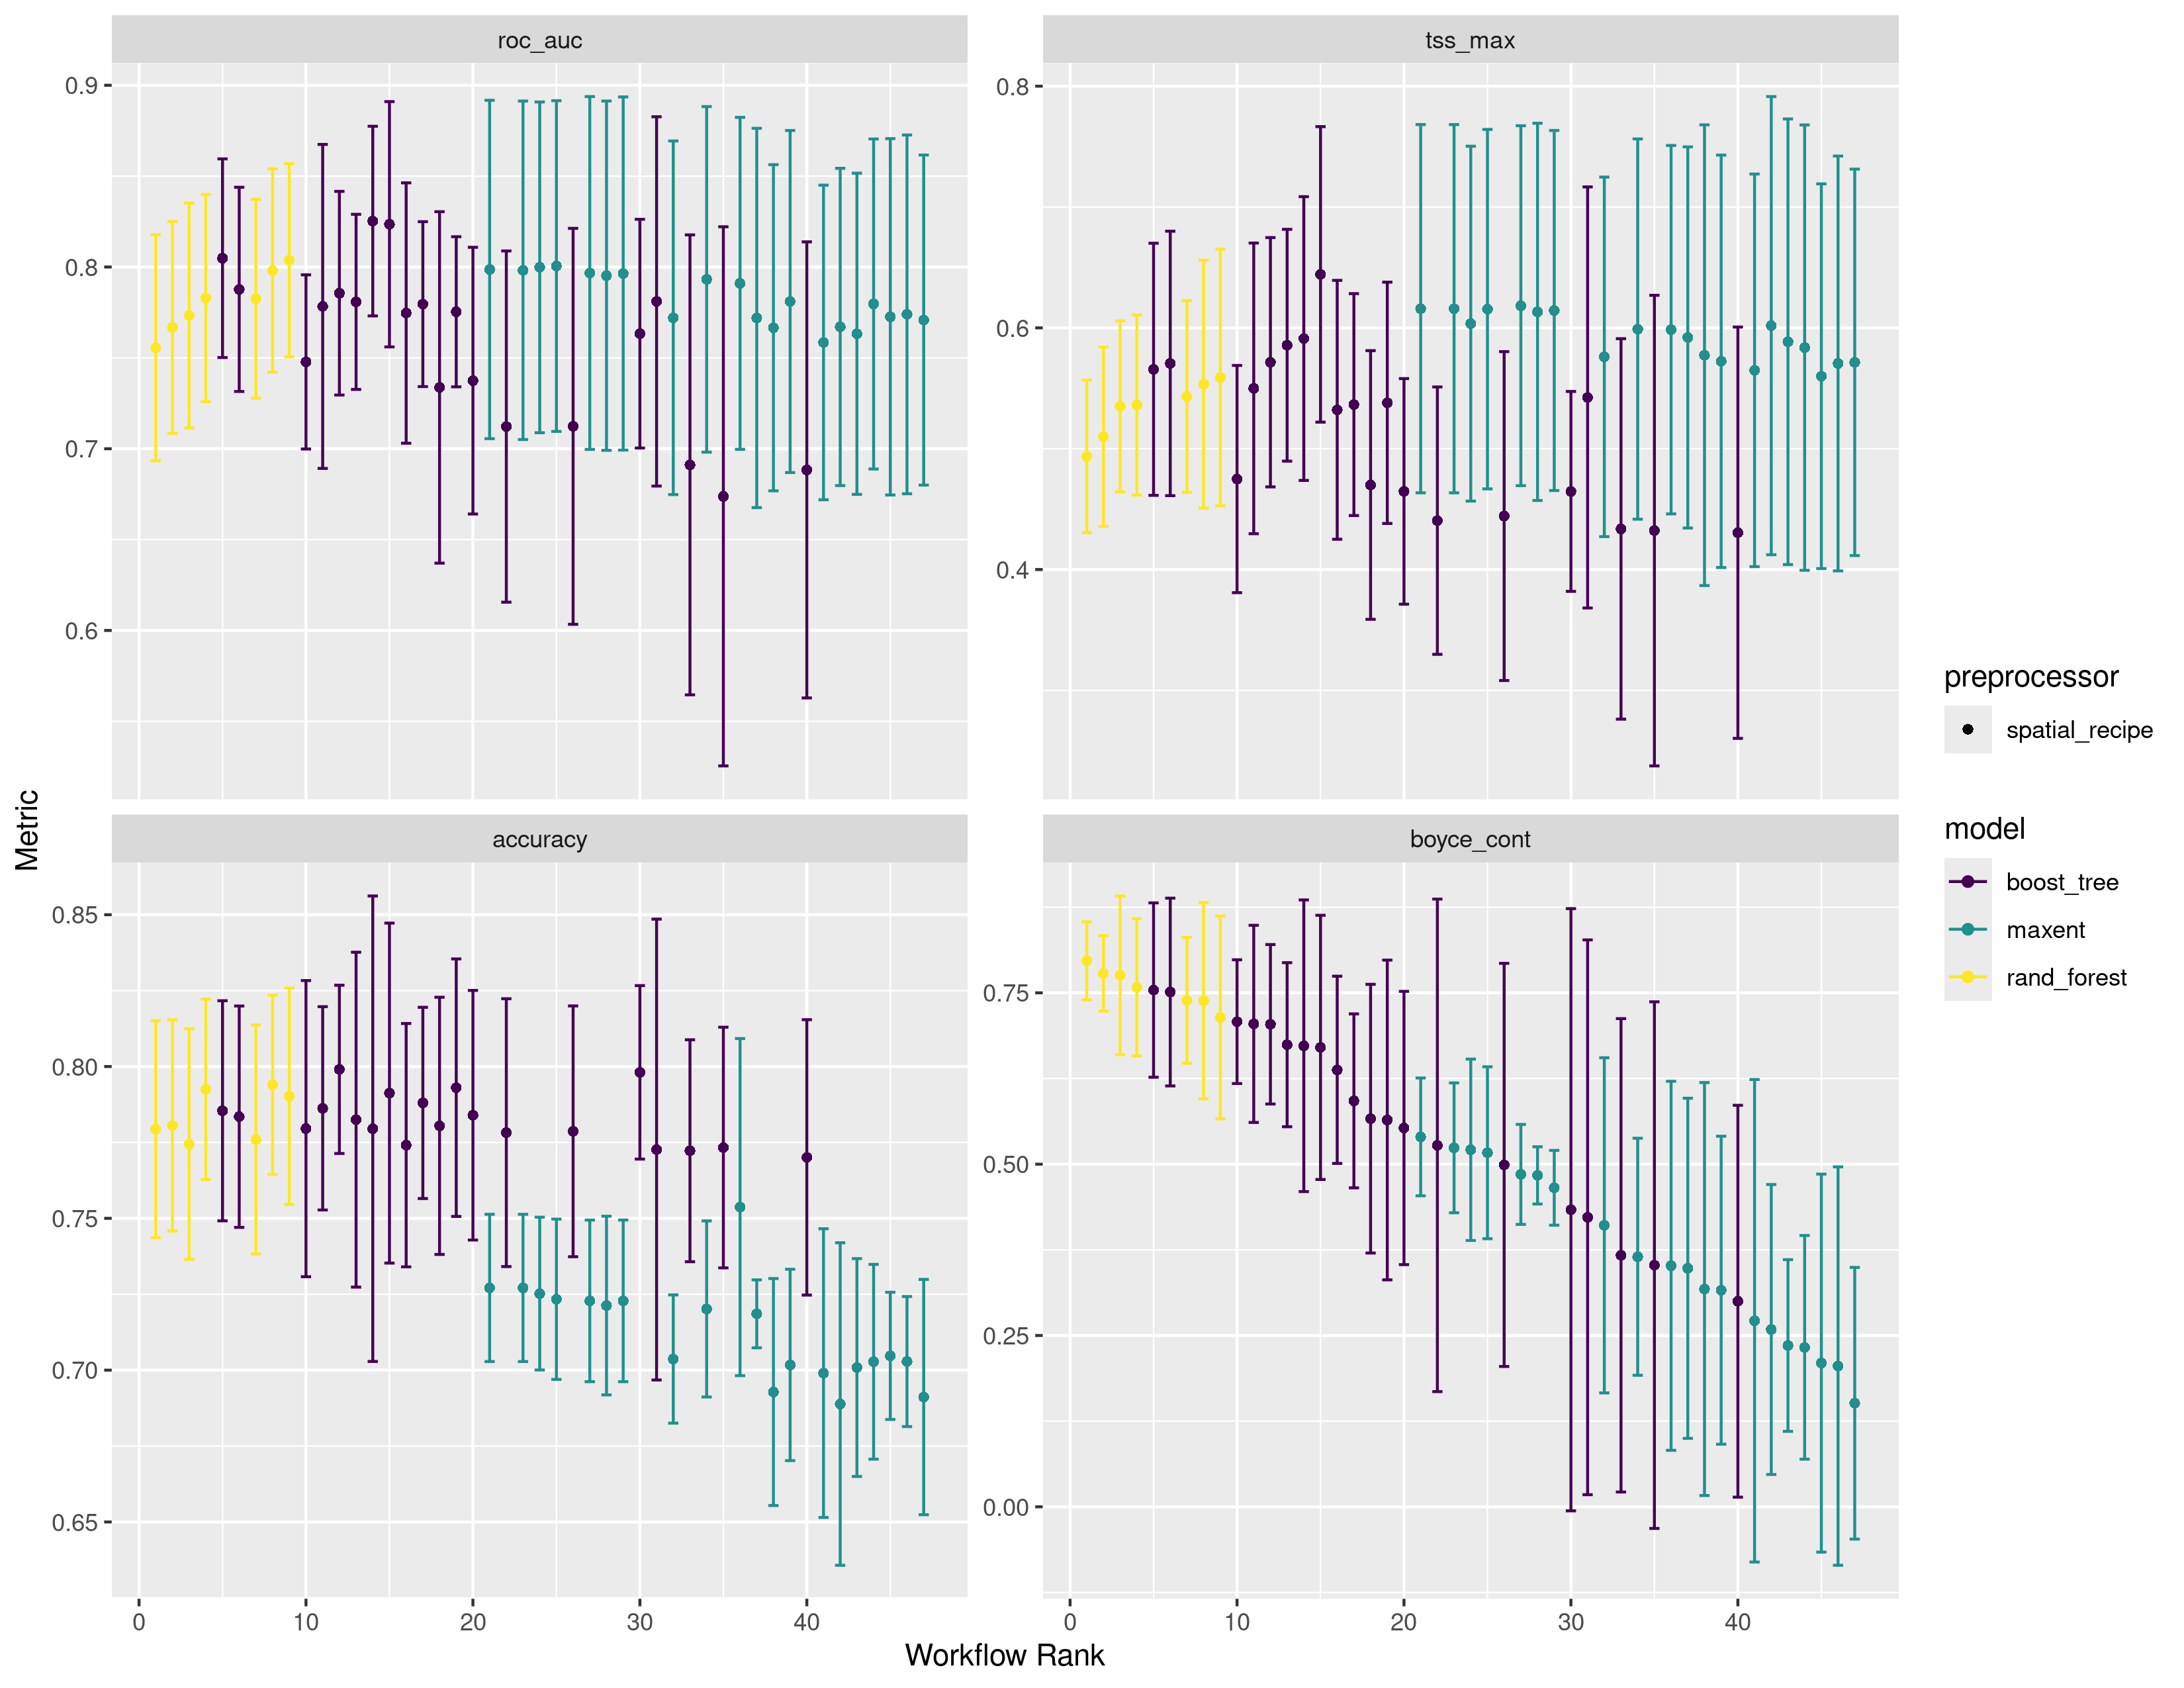 roc_auc
tss_max
0.9
0.8
0.7
0.6
0.8
0.6
0.4
accuracy
boyce_cont
0.85
0.80
0.75
0.70
0.65
0.75
0.50
0.25
0.00
0 10 20 30 40
0 10 20 30 40
Workflow Rank
Metric
preprocessor
spatial_recipe
model
boost_tree
maxent
rand_forest